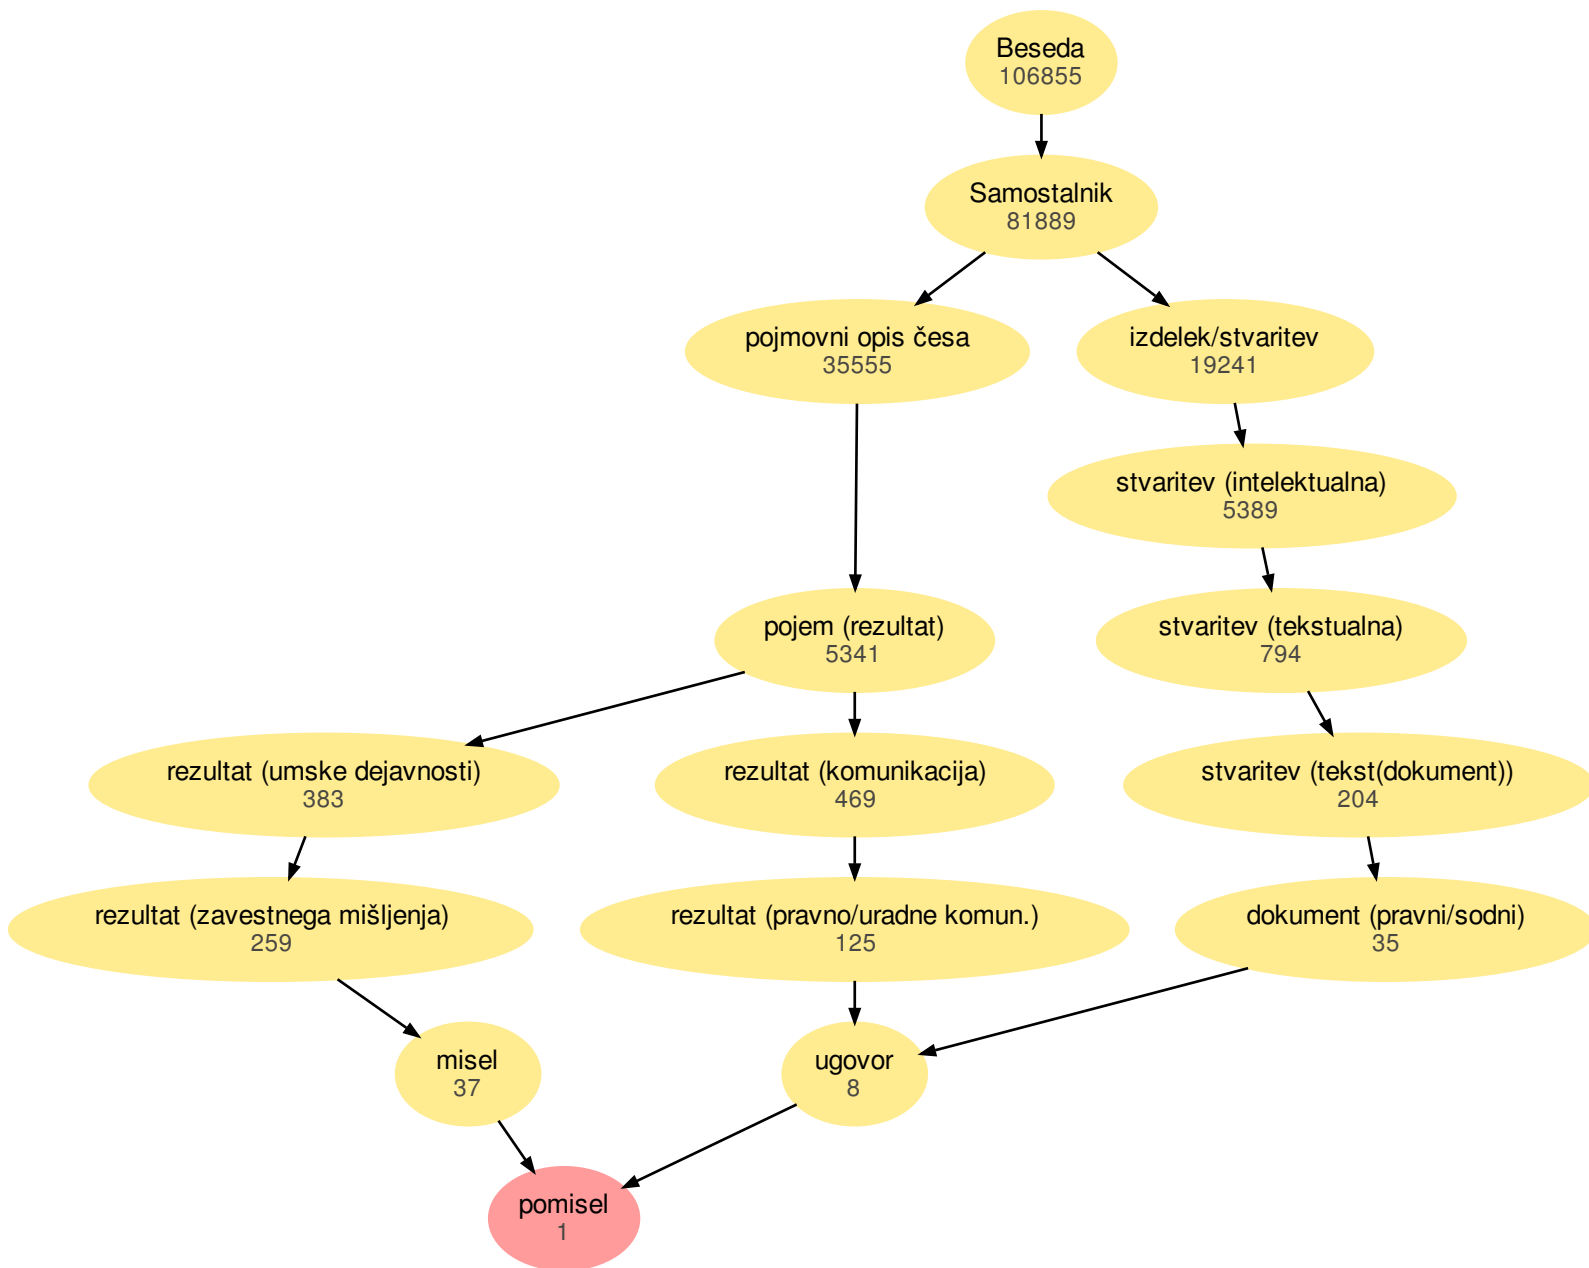 Beseda
106855
Samostalnik
81889
pojmovni opis česa
35555
izdelek/stvaritev
19241
stvaritev (intelektualna)
5389
pojem (rezultat)
5341
stvaritev (tekstualna)
794
rezultat (umske dejavnosti)
383
rezultat (komunikacija)
469
stvaritev (tekst(dokument))
204
rezultat (zavestnega mišljenja)
259
rezultat (pravno/uradne komun.)
125
dokument (pravni/sodni)
35
misel
37
ugovor
8
pomisel
1